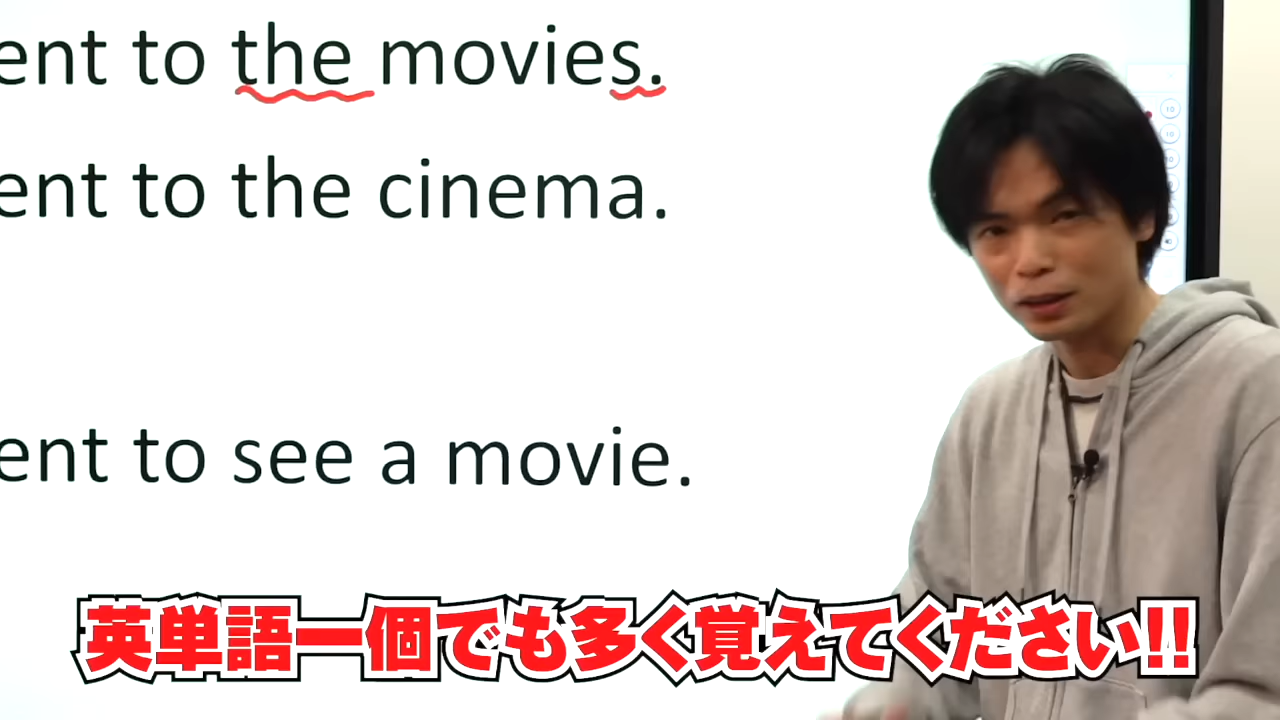 ent to the movies.
ent to the cinema.
ent to see a movie.
英単語一個でも多く覚えてください!!